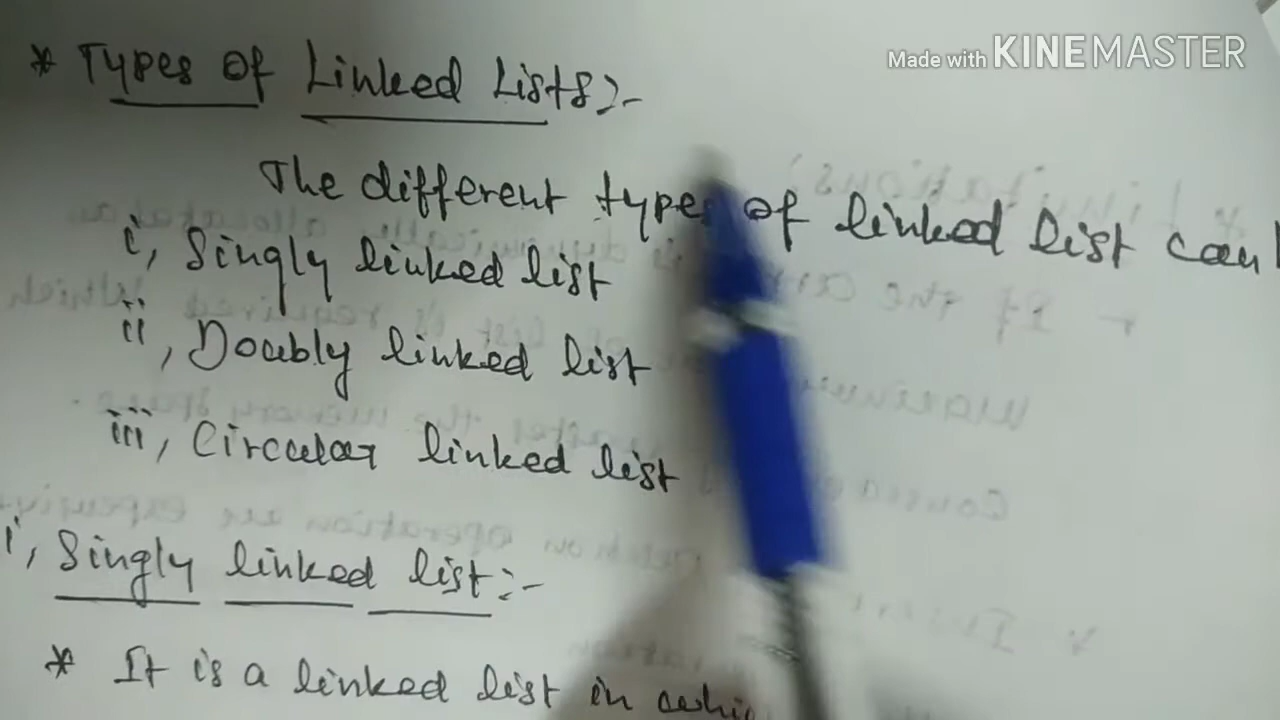 Made with KINEMASTER
* Types of Linked Lists:-
The different types of linked list can
i, Singly linked list
ii, Doubly linked list
iii, Circular linked list
i, Singly linked list:-
* It is a linked list in